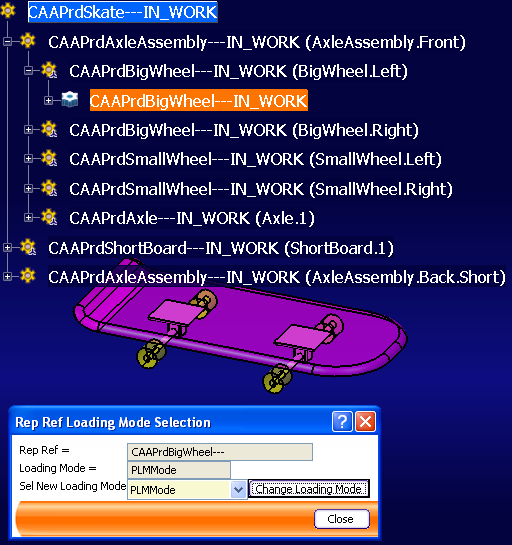 CAAPrdSkate---IN_WORK
CAAPrdAxleAssembly---IN_WORK (AxleAssembly.Front)
CAAPrdBigWheel---IN_WORK (BigWheel.Left)
CAAPrdBigWheel---IN_WORK
CAAPrdBigWheel---IN_WORK (BigWheel.Right)
CAAPrdSmallWheel---IN_WORK (SmallWheel.Left)
CAAPrdSmallWheel---IN_WORK (SmallWheel.Right)
CAAPrdAxle---IN_WORK (Axle.1)
CAAPrdShortBoard---IN_WORK (ShortBoard.1)
CAAPrdAxleAssembly---IN_WORK (AxleAssembly.Back.Short)
Rep Ref Loading Mode Selection
Rep Ref = CAAPrdBigWheel---
Loading Mode = PLMMode
Sel New Loading Mode PLMMode Change Loading Mode
Close